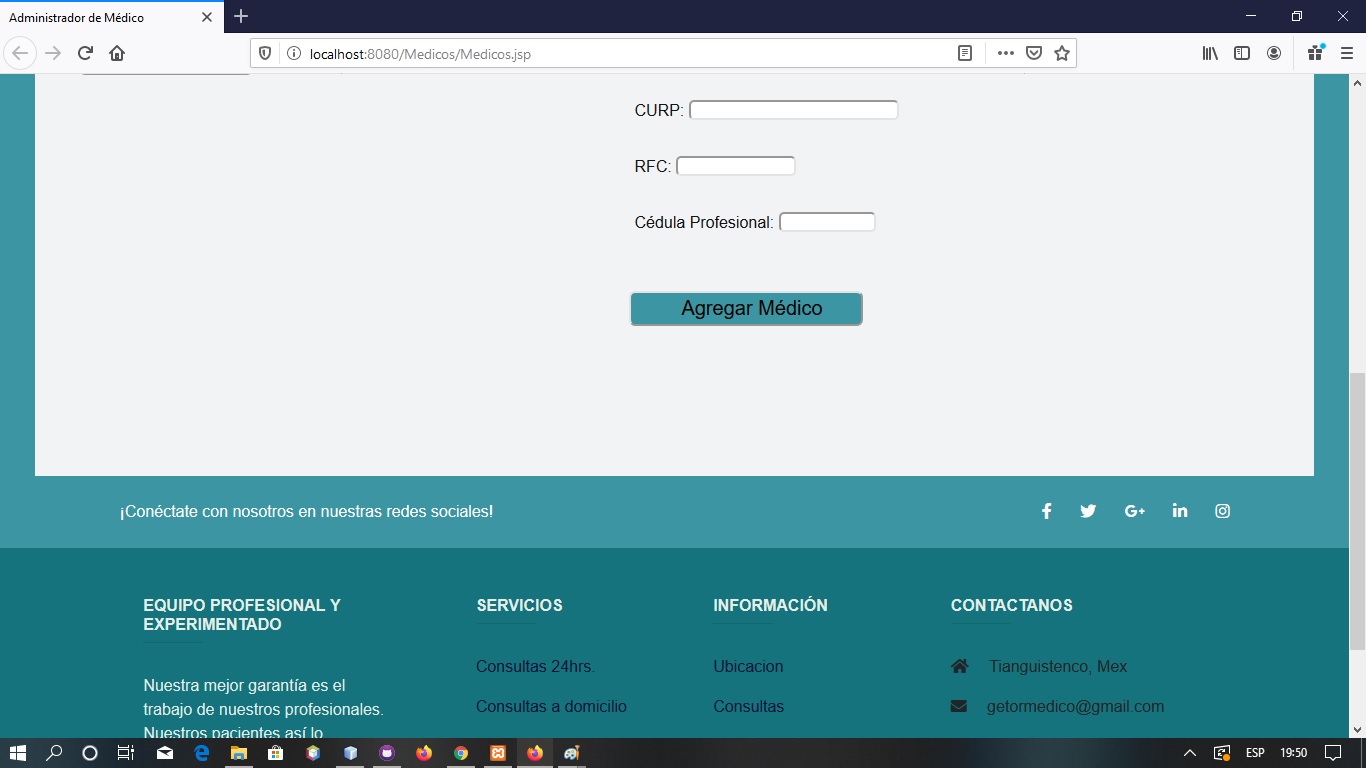 Administrador de Médico
localhost:8080/Medicos/Medicos.jsp
CURP:
RFC:
Cédula Profesional:
Agregar Médico
¡Conéctate con nosotros en nuestras redes sociales!
EQUIPO PROFESIONAL Y
EXPERIMENTADO
Nuestra mejor garantía es el
trabajo de nuestros profesionales.
Nuestros pacientes así lo
SERVICIOS
Consultas 24hrs.
Consultas a domicilio
INFORMACIÓN
Ubicacion
Consultas
CONTACTANOS
Tianguistenco, Mex
getormedico@gmail.com
ESP
19:50